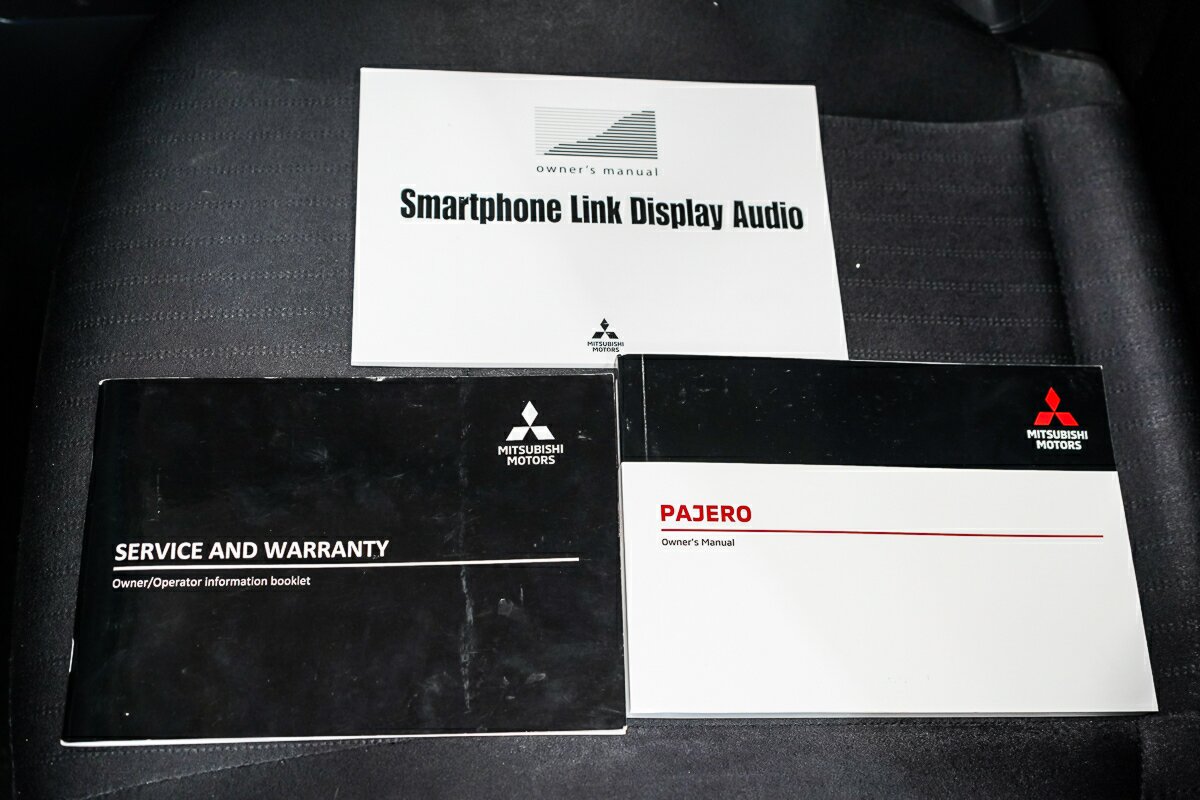 owner's manual
Smartphone Link Display Audio
MITSUBISHI
MOTORS
MITSUBISHI
MOTORS
SERVICE AND WARRANTY
Owner/Operator information booklet
MITSUBISHI
MOTORS
PAJERO
Owner's Manual